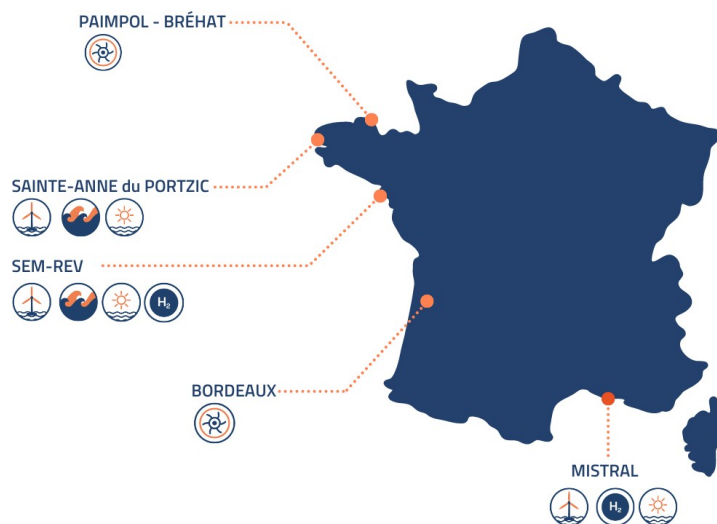 PAIMPOL - BRÉHAT
SAINTE-ANNE du PORTZIC
SEM-REV
H₂
BORDEAUX
MISTRAL
H₂